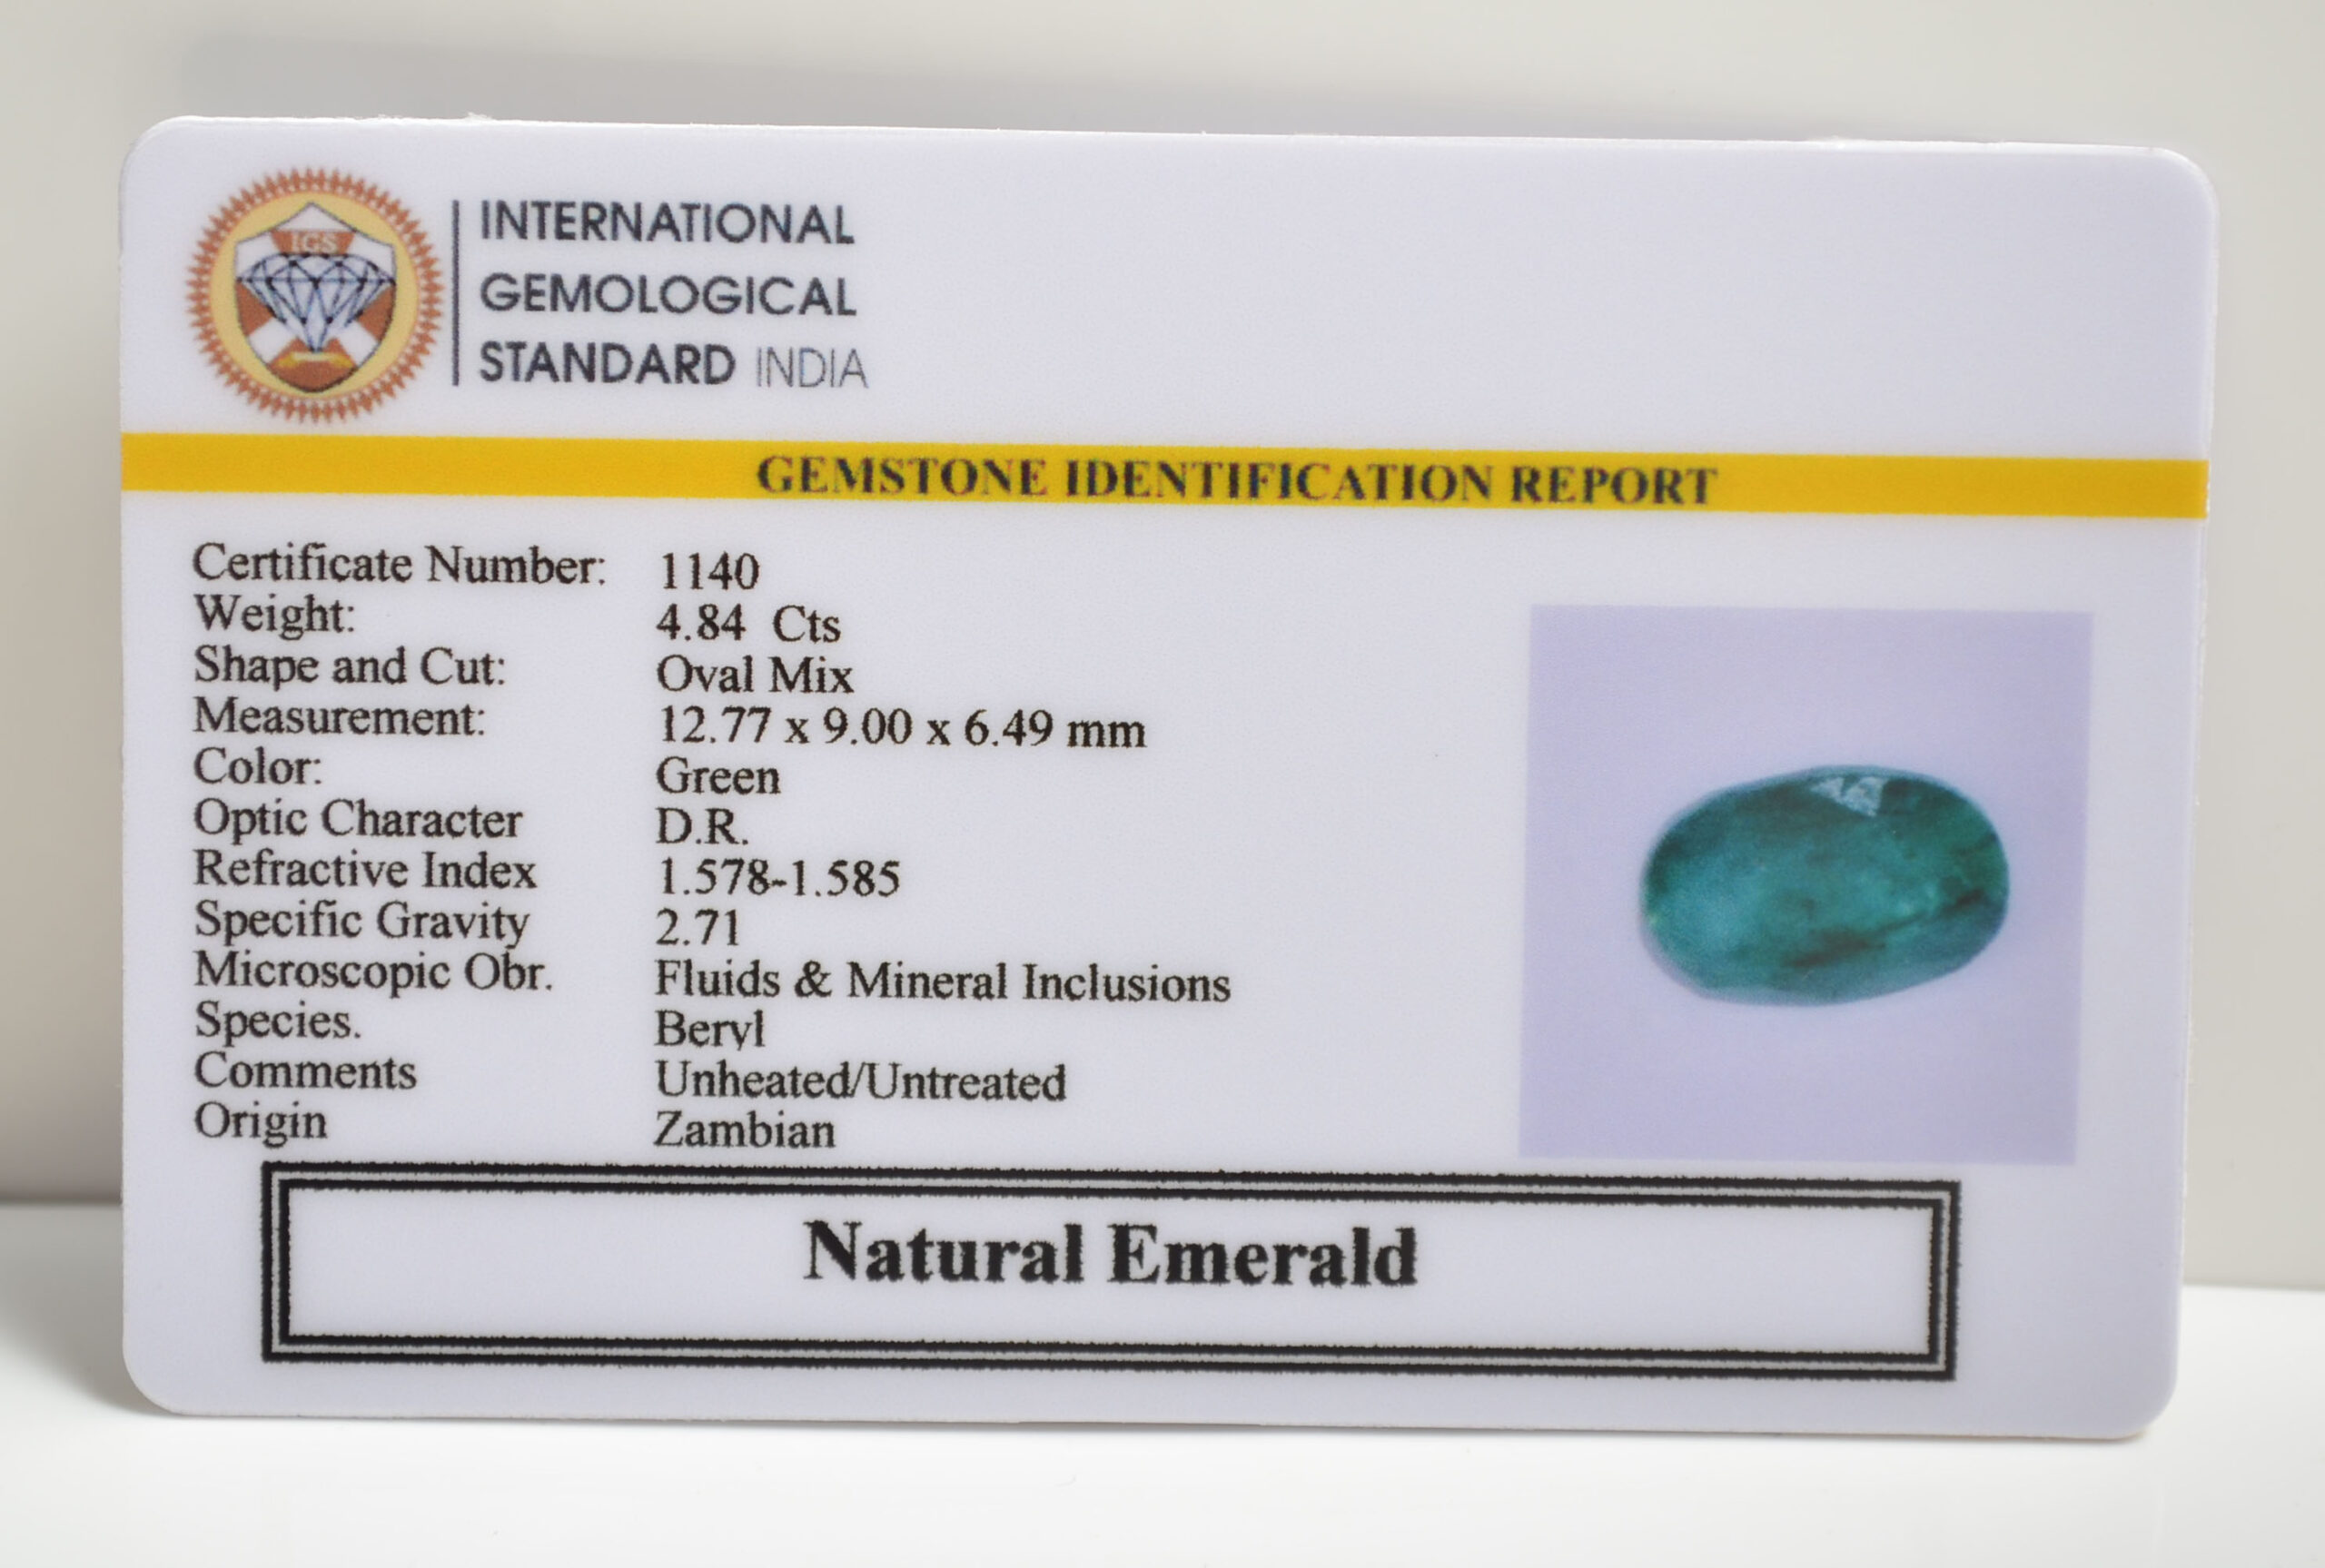 IGS
INTERNATIONAL
GEMOLOGICAL
STANDARD INDIA
GEMSTONE IDENTIFICATION REPORT
Certificate Number: 1140
Weight: 4.84 Cts
Shape and Cut: Oval Mix
Measurement: 12.77 x 9.00 x 6.49 mm
Color: Green
Optic Character D.R.
Refractive Index 1.578-1.585
Specific Gravity 2.71
Microscopic Obr. Fluids & Mineral Inclusions
Species. Beryl
Comments Unheated/Untreated
Origin Zambian
Natural Emerald